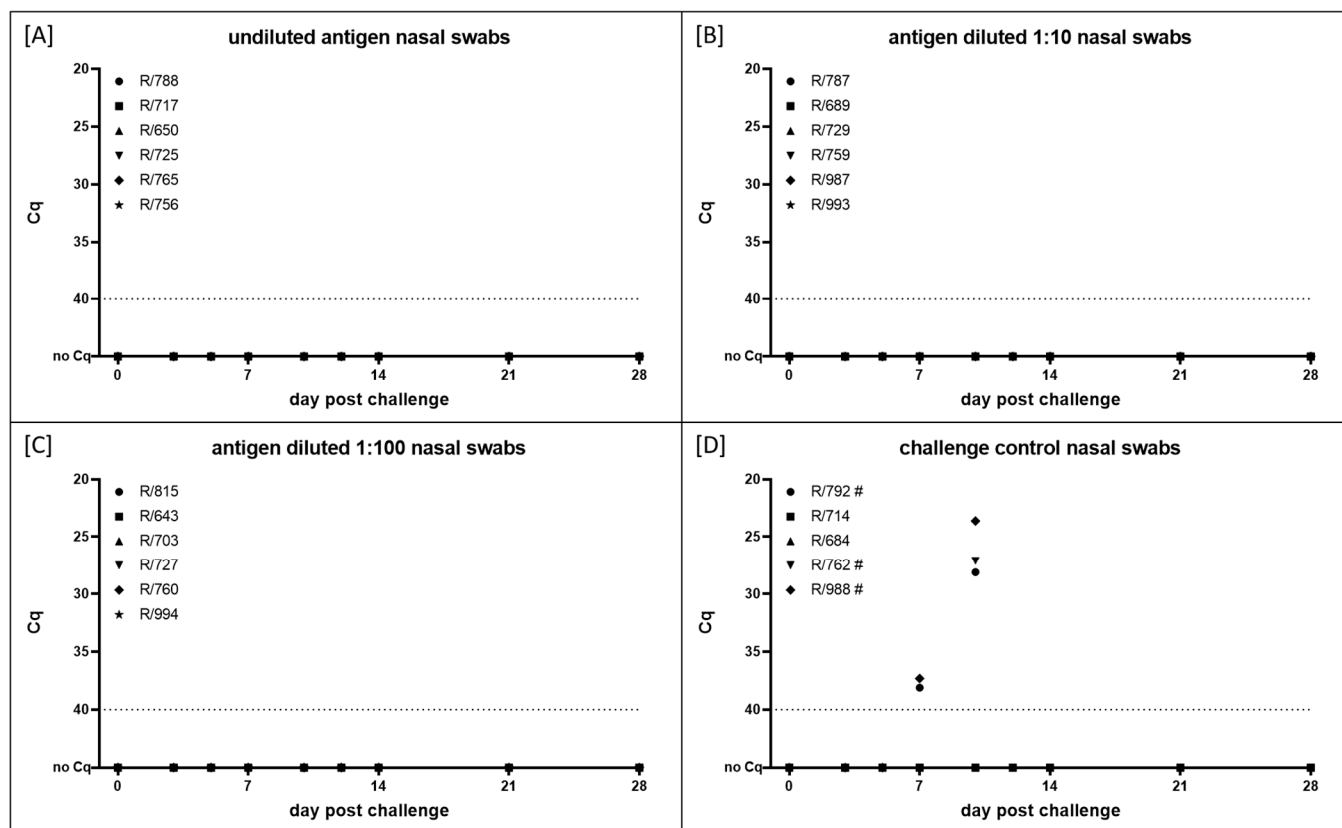 [A]
undiluted antigen nasal swabs
20
25
30
35
40
no Cq
Cq
R/788
R/717
R/650
R/725
R/765
R/756
0 7 14 21 28
day post challenge
[B]
antigen diluted 1:10 nasal swabs
20
25
30
35
40
no Cq
Cq
R/787
R/689
R/729
R/759
R/987
R/993
0 7 14 21 28
day post challenge
[C]
antigen diluted 1:100 nasal swabs
20
25
30
35
40
no Cq
Cq
R/815
R/643
R/703
R/727
R/760
R/994
0 7 14 21 28
day post challenge
[D]
challenge control nasal swabs
20
25
30
35
40
no Cq
Cq
R/792 #
R/714
R/684
R/762 #
R/988 #
0 7 14 21 28
day post challenge